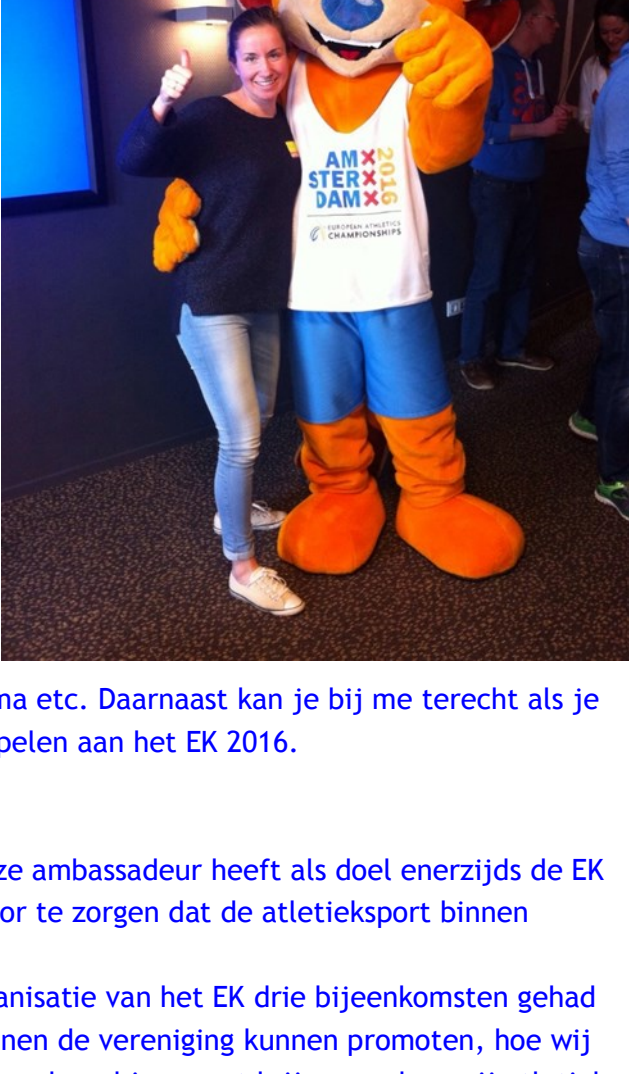 AM
STER
DAM
XXX
2016
EUROPEAN ATHLETICS
CHAMPIONSHIPS
ma etc. Daarnaast kan je bij me terecht als je
pelen aan het EK 2016.
ze ambassadeur heeft als doel enerzijds de EK
or te zorgen dat de atletieksport binnen
anisatie van het EK drie bijeenkomsten gehad
nen de vereniging kunnen promoten, hoe wij